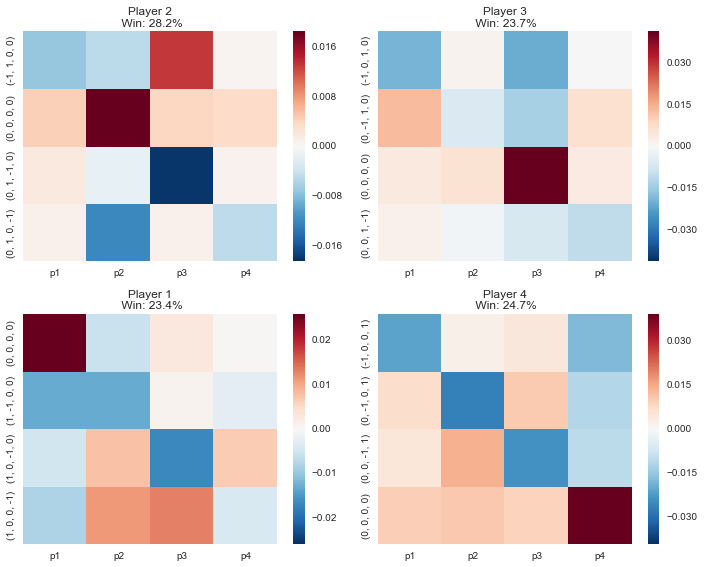 Player 2
Win: 28.2%
(-1, 1, 0, 0)
(0, 0, 0, 0)
(0, 1, -1, 0)
(0, 1, 0, -1)
p1 p2 p3 p4
0.016
0.008
0.000
−0.008
−0.016
Player 3
Win: 23.7%
(-1, 0, 1, 0)
(0, -1, 1, 0)
(0, 0, 0, 0)
(0, 0, 1, -1)
p1 p2 p3 p4
0.030
0.015
0.000
−0.015
−0.030
Player 1
Win: 23.4%
(0, 0, 0, 0)
(1, -1, 0, 0)
(1, 0, -1, 0)
(1, 0, 0, -1)
p1 p2 p3 p4
0.02
0.01
0.00
−0.01
−0.02
Player 4
Win: 24.7%
(-1, 0, 0, 1)
(0, -1, 0, 1)
(0, 0, -1, 1)
(0, 0, 0, 0)
p1 p2 p3 p4
0.030
0.015
0.000
−0.015
−0.030